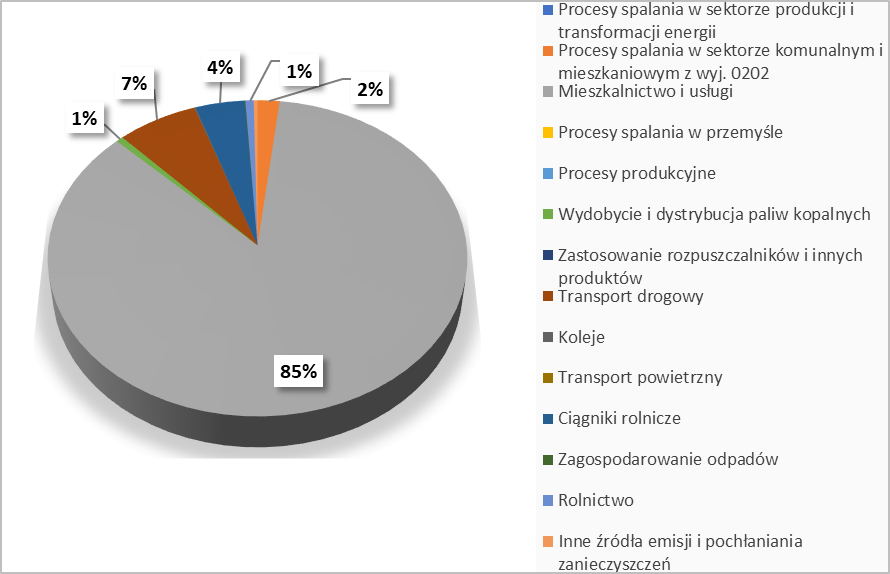 4%
1%
7%
2%
1%
85%
Procesy spalania w sektorze produkcji i
transformacji energii
Procesy spalania w sektorze komunalnym i
mieszkaniowym z wyj. 0202
Mieszkalnictwo i usługi
Procesy spalania w przemyśle
Procesy produkcyjne
Wydobycie i dystrybucja paliw kopalnych
Zastosowanie rozpuszczalników i innych
produktów
Transport drogowy
Koleje
Transport powietrzny
Ciągniki rolnicze
Zagospodarowanie odpadów
Rolnictwo
Inne źródła emisji i pochłaniania
zanieczyszczeń